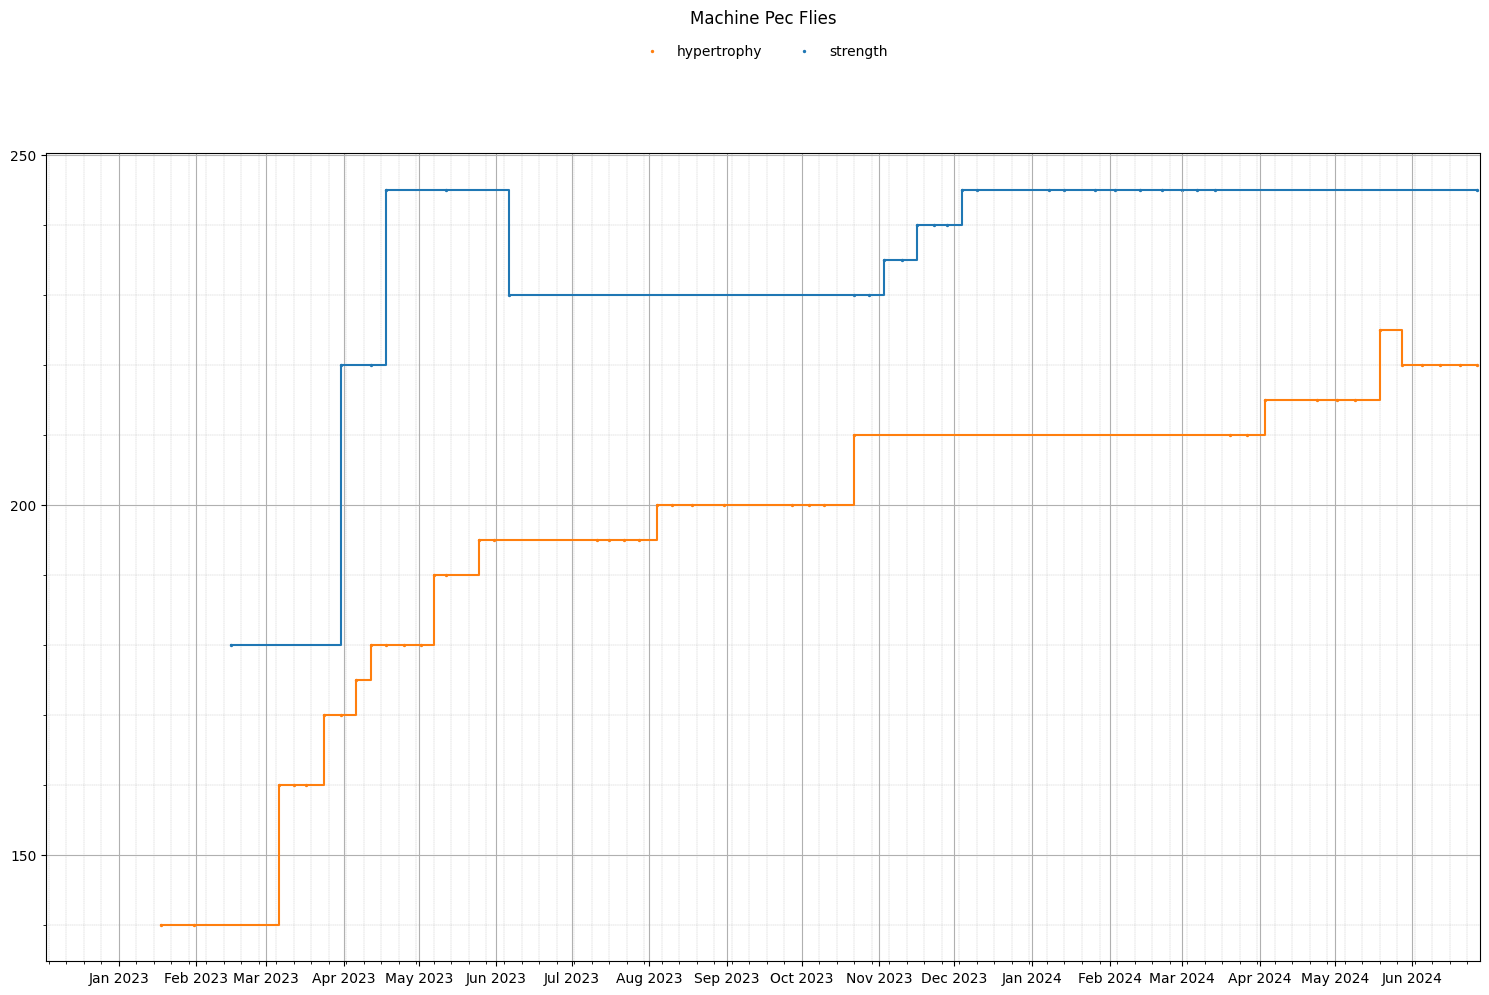 Machine Pec Flies
hypertrophy strength
250
200
150
Jan 2023 Feb 2023 Mar 2023 Apr 2023 May 2023 Jun 2023 Jul 2023 Aug 2023 Sep 2023 Oct 2023 Nov 2023 Dec 2023 Jan 2024 Feb 2024 Mar 2024 Apr 2024 May 2024 Jun 2024